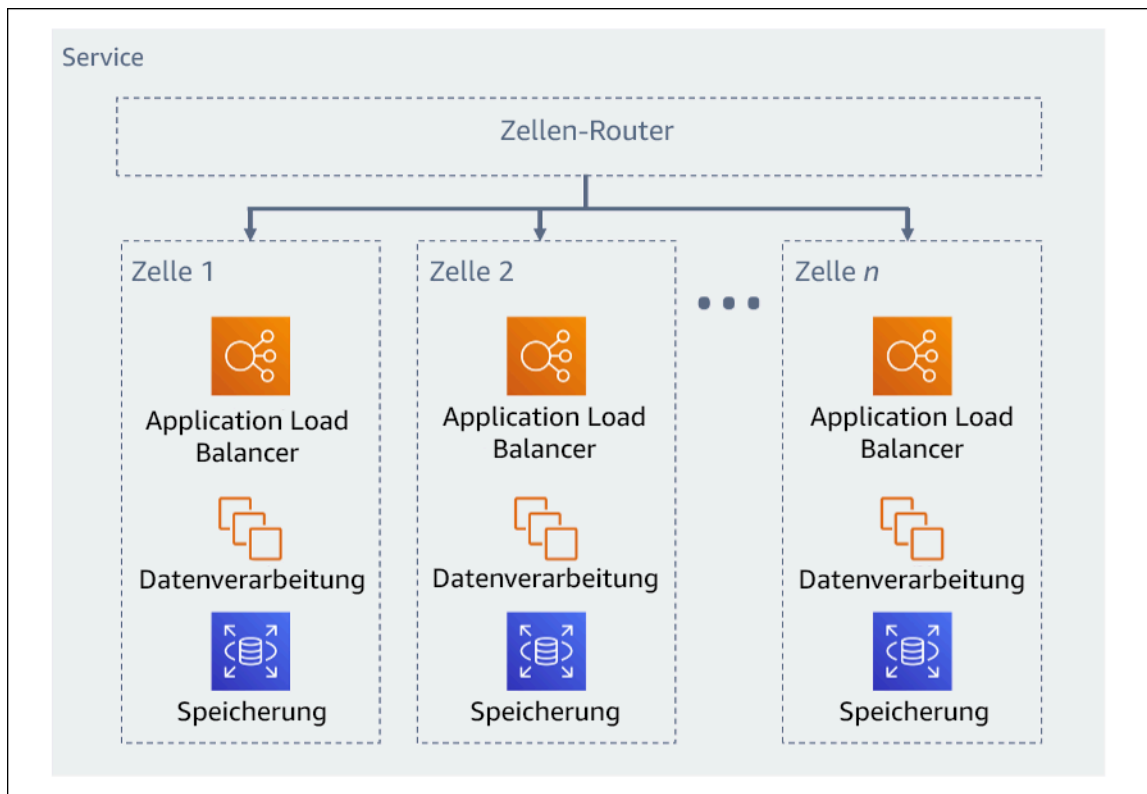 Service
Zellen-Router
Zelle 1
Application Load
Balancer
Datenverarbeitung
Speicherung
Zelle 2
Application Load
Balancer
Datenverarbeitung
Speicherung
Zelle n
Application Load
Balancer
Datenverarbeitung
Speicherung